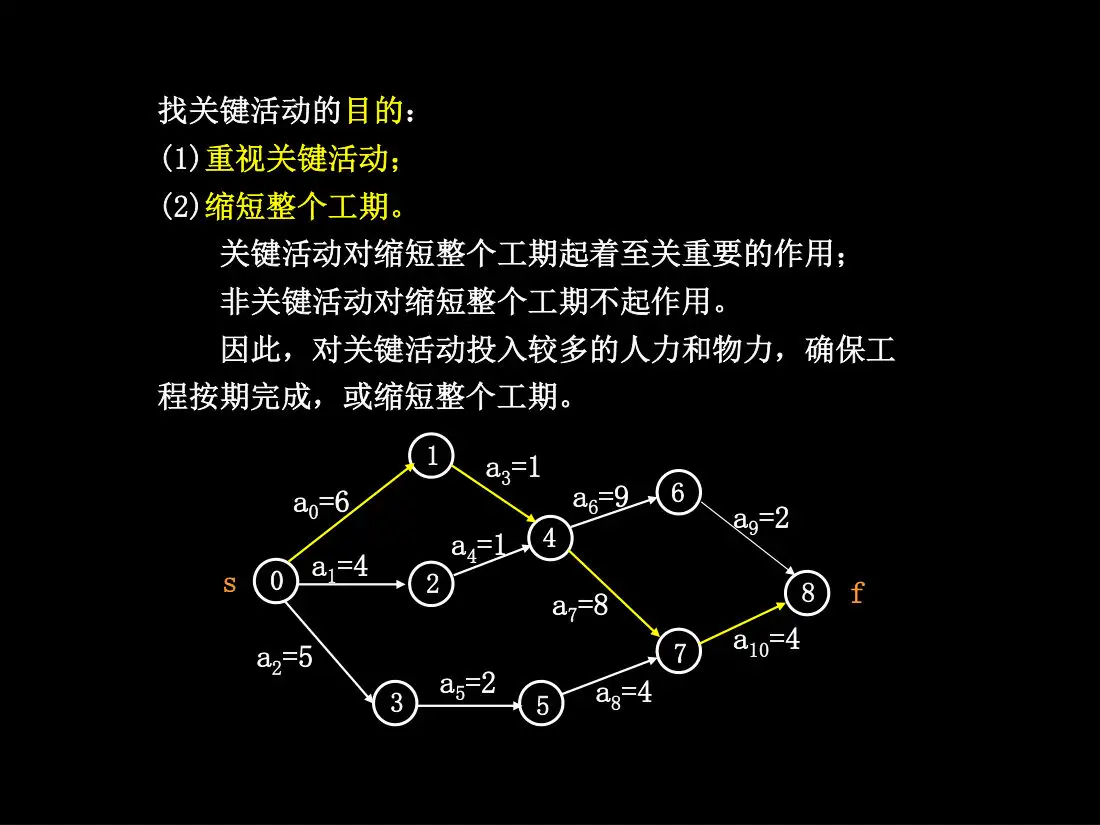 找关键活动的目的：
(1)重视关键活动；
(2)缩短整个工期。
关键活动对缩短整个工期起着至关重要的作用；
非关键活动对缩短整个工期不起作用。
因此，对关键活动投入较多的人力和物力，确保工
程按期完成，或缩短整个工期。
1
a3=1
a0=6
a6=9
6
a9=2
4
a4=1
s
0
a1=4
2
8
f
a7=8
a2=5
7
a10=4
3
a5=2
5
a8=4